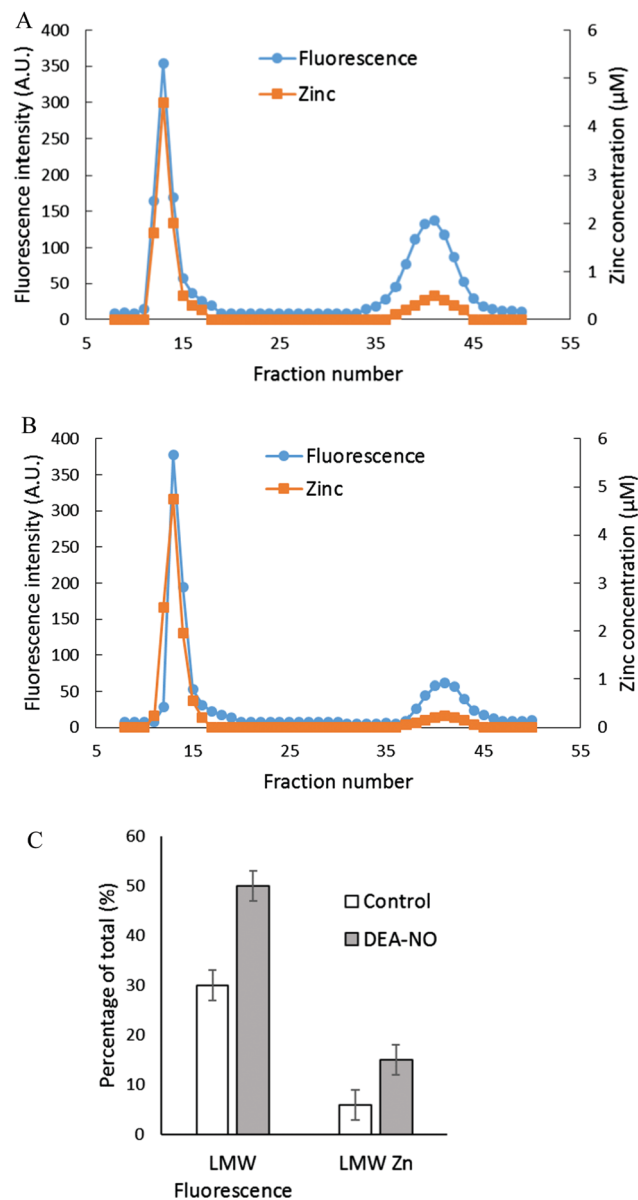 A
Fluorescence intensity (A.U.)
400
350
300
250
200
150
100
50
0
Fluorescence
Zinc
6
5
4
3
2
1
0
Zinc concentration (µM)
5 15 25 35 45 55
Fraction number
B
Fluorescence intensity (A.U.)
400
350
300
250
200
150
100
50
0
Fluorescence
Zinc
6
5
4
3
2
1
0
Zinc concentration (µM)
5 15 25 35 45 55
Fraction number
C
Percentage of total (%)
60
50
40
30
20
10
0
Control
DEA-NO
LMW
Fluorescence
LMW Zn